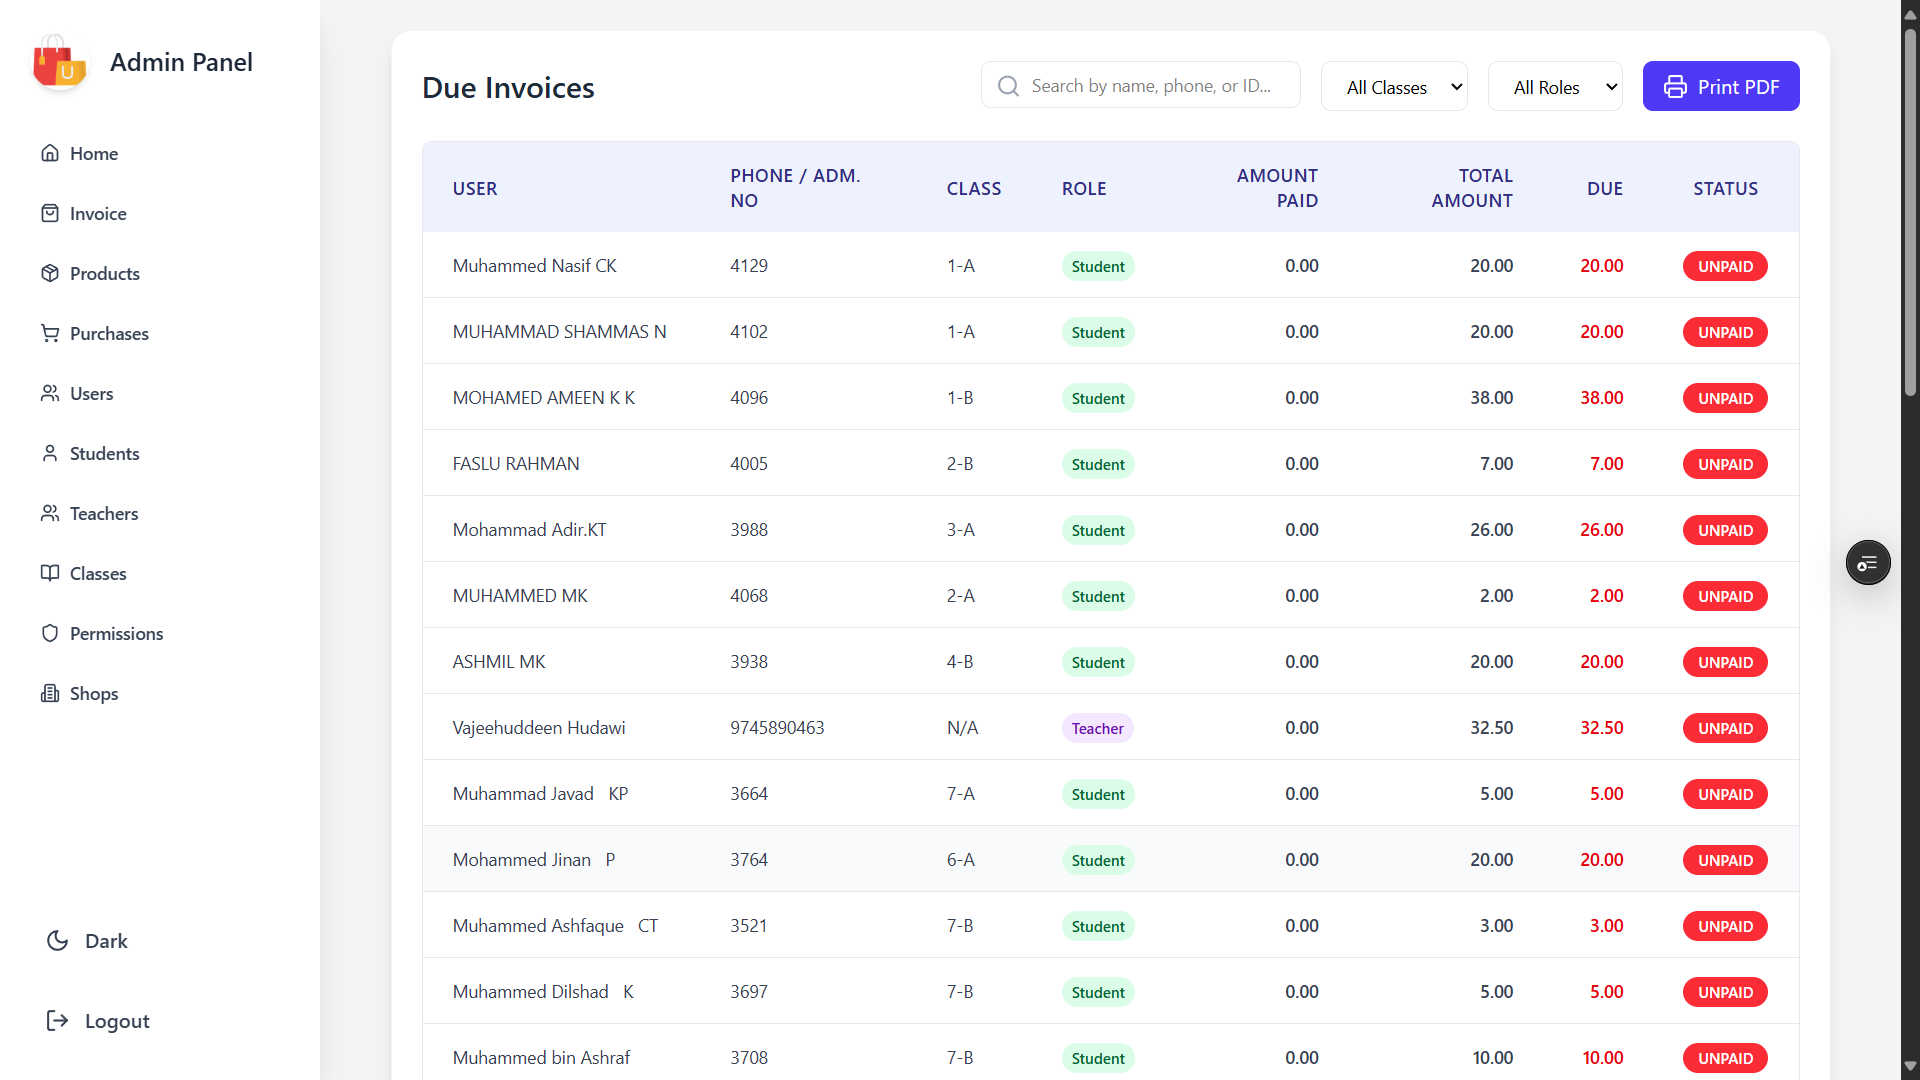 Admin Panel
Home
Invoice
Products
Purchases
Users
Students
Teachers
Classes
Permissions
Shops
Dark
Logout
Due Invoices
Search by name, phone, or ID...
All Classes
All Roles
Print PDF
USER PHONE / ADM. NO CLASS ROLE AMOUNT PAID TOTAL AMOUNT DUE STATUS
Muhammed Nasif CK 4129 1-A Student 0.00 20.00 20.00 UNPAID
MUHAMMAD SHAMMAS N 4102 1-A Student 0.00 20.00 20.00 UNPAID
MOHAMED AMEEN K K 4096 1-B Student 0.00 38.00 38.00 UNPAID
FASLU RAHMAN 4005 2-B Student 0.00 7.00 7.00 UNPAID
Mohammad Adir.KT 3988 3-A Student 0.00 26.00 26.00 UNPAID
MUHAMMED MK 4068 2-A Student 0.00 2.00 2.00 UNPAID
ASHMIL MK 3938 4-B Student 0.00 20.00 20.00 UNPAID
Vajeehuddeen Hudawi 9745890463 N/A Teacher 0.00 32.50 32.50 UNPAID
Muhammad Javad KP 3664 7-A Student 0.00 5.00 5.00 UNPAID
Mohammed Jinan P 3764 6-A Student 0.00 20.00 20.00 UNPAID
Muhammed Ashfaque CT 3521 7-B Student 0.00 3.00 3.00 UNPAID
Muhammed Dilshad K 3697 7-B Student 0.00 5.00 5.00 UNPAID
Muhammed bin Ashraf 3708 7-B Student 0.00 10.00 10.00 UNPAID